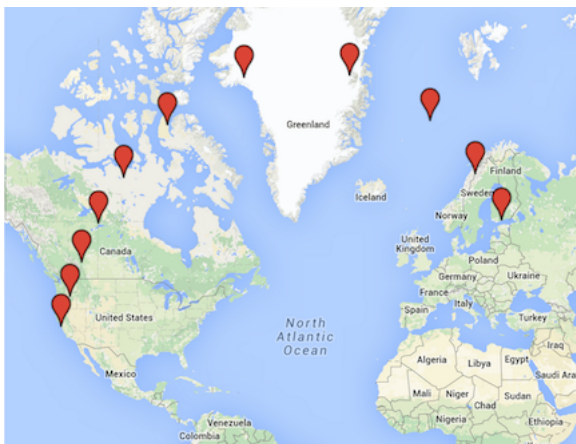 Greenland
Iceland
Finland
Sweden
Norway
Canada
United
Kingdom
Poland
Germany
Ukraine
France
Italy
Spain
Turkey
United States
North
Atlantic
Ocean
Iraq
Algeria
Libya
Egypt
Saudi Ara
Mexico
Mali
Niger
Sudan
Chad
Nigeria
Ethiopia
Venezuela
Colombia